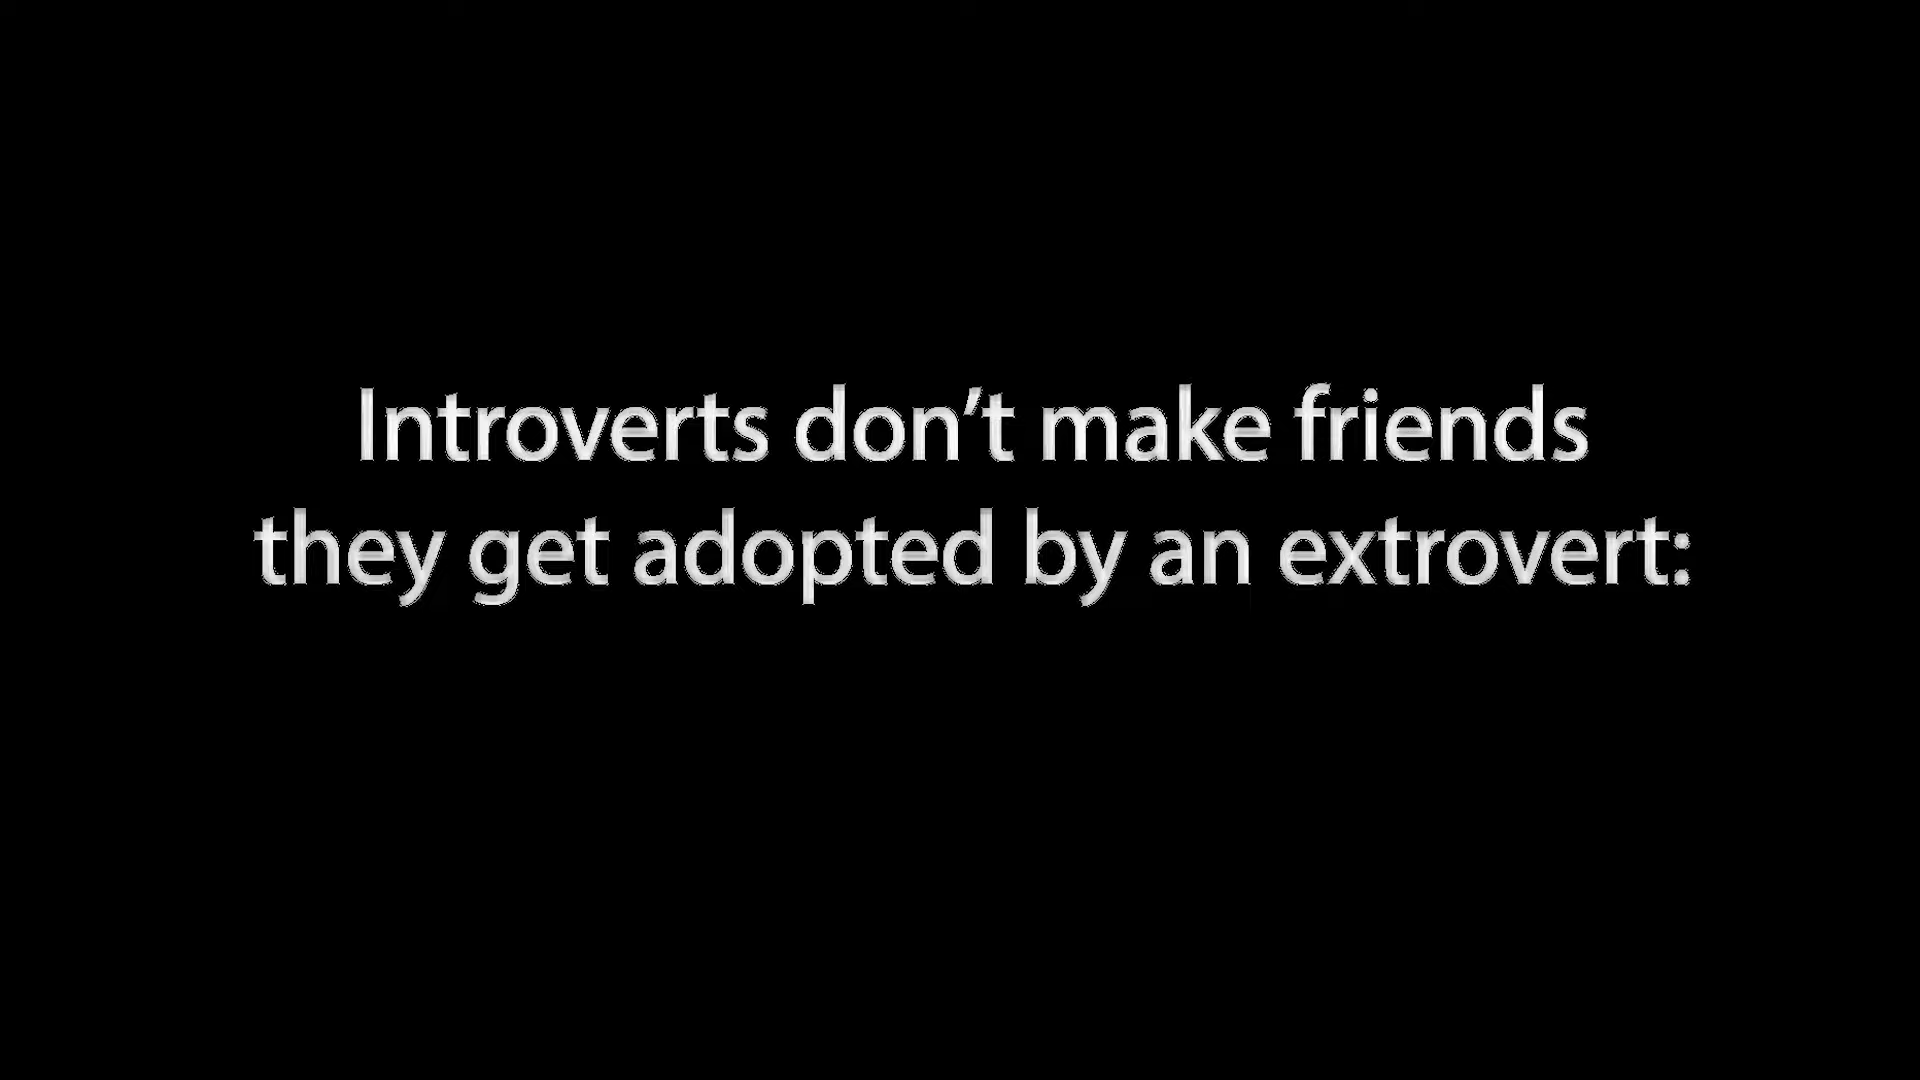 Introverts don’t make friends
they get adopted by an extrovert: